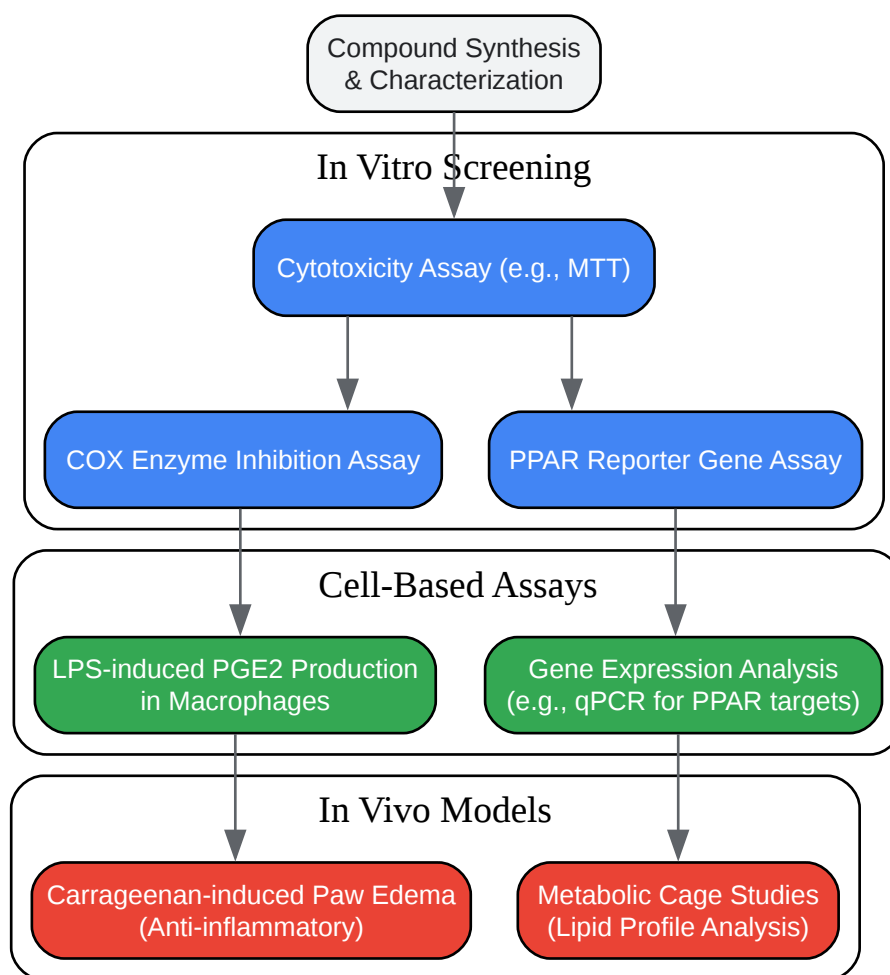 Compound Synthesis
& Characterization
In Vitro Screening
Cytotoxicity Assay (e.g., MTT)
COX Enzyme Inhibition Assay
PPAR Reporter Gene Assay
Cell-Based Assays
LPS-induced PGE2 Production
in Macrophages
Gene Expression Analysis
(e.g., qPCR for PPAR targets)
In Vivo Models
Carrageenan-induced Paw Edema
(Anti-inflammatory)
Metabolic Cage Studies
(Lipid Profile Analysis)